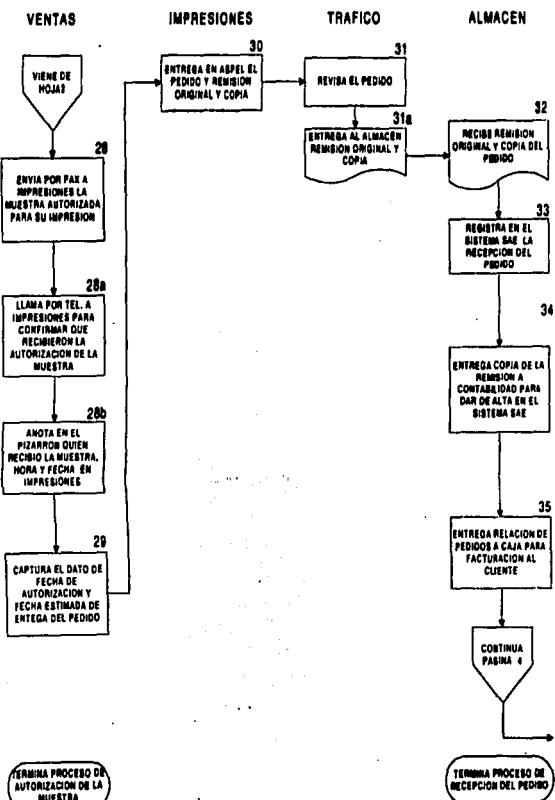 VENTAS
IMPRESIONES
TRAFICO
ALMACEN
VIENE DE
HOJA2
28
ENVIA POR FAX A
IMPRESIONES LA
MUESTRA AUTORIZADA
PARA SU IMPRESION
28a
LLAMA POR TEL. A
IMPRESIONES PARA
CONFIRMAR QUE
RECIBIERON LA
AUTORIZACION DE LA
MUESTRA
28b
ANOTA EN EL
PIZARRON QUIEN
RECIBIO LA MUESTRA,
HORA Y FECHA EN
IMPRESIONES
29
CAPTURA EL DATO DE
FECHA DE
AUTORIZACION Y
FECHA ESTIMADA DE
ENTEGA DEL PEDIDO
TERMINA PROCESO DE
AUTORIZACION DE LA
MUESTRA
30
ENTREGA EN ASPEL EL
PEDIDO Y REMISION
ORIGINAL Y COPIA
31
REVISA EL PEDIDO
31a
ENTREGA AL ALMACEN
REMISION ORIGINAL Y
COPIA
32
RECIBE REMISION
ORIGINAL Y COPIA DEL
PEDIDO
33
REGISTRA EN EL
SISTEMA SAE LA
RECEPCION DEL
PEDIDO
34
ENTREGA COPIA DE LA
REMISION A
CONTABILIDAD PARA
DAR DE ALTA EN EL
SISTEMA SAE
35
ENTREGA RELACION DE
PEDIDOS A CAJA PARA
FACTURACION AL
CLIENTE
CONTINUA
PAGINA 4
TERMINA PROCESO DE
RECEPCION DEL PEDIDO